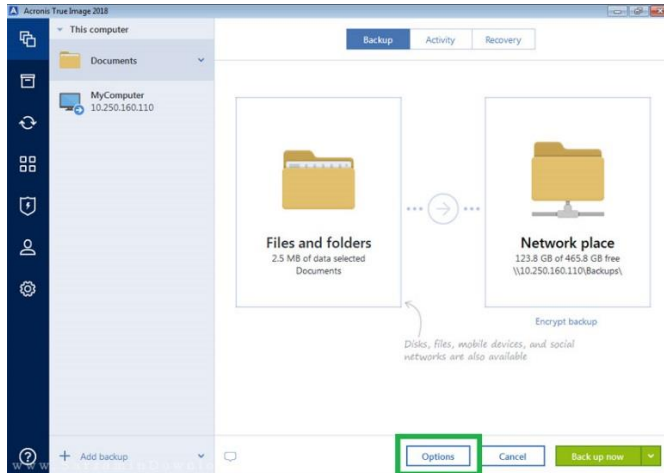 Acronis True Image 2018
This computer
Documents
MyComputer
10.250.160.110
Backup
Activity
Recovery
Files and folders
2.5 MB of data selected
Documents
Network place
123.8 GB of 465.8 GB free
\\10.250.160.110\Backups\
Encrypt backup
Disks, files, mobile devices, and social
networks are also available
Add backup
Options
Cancel
Back up now